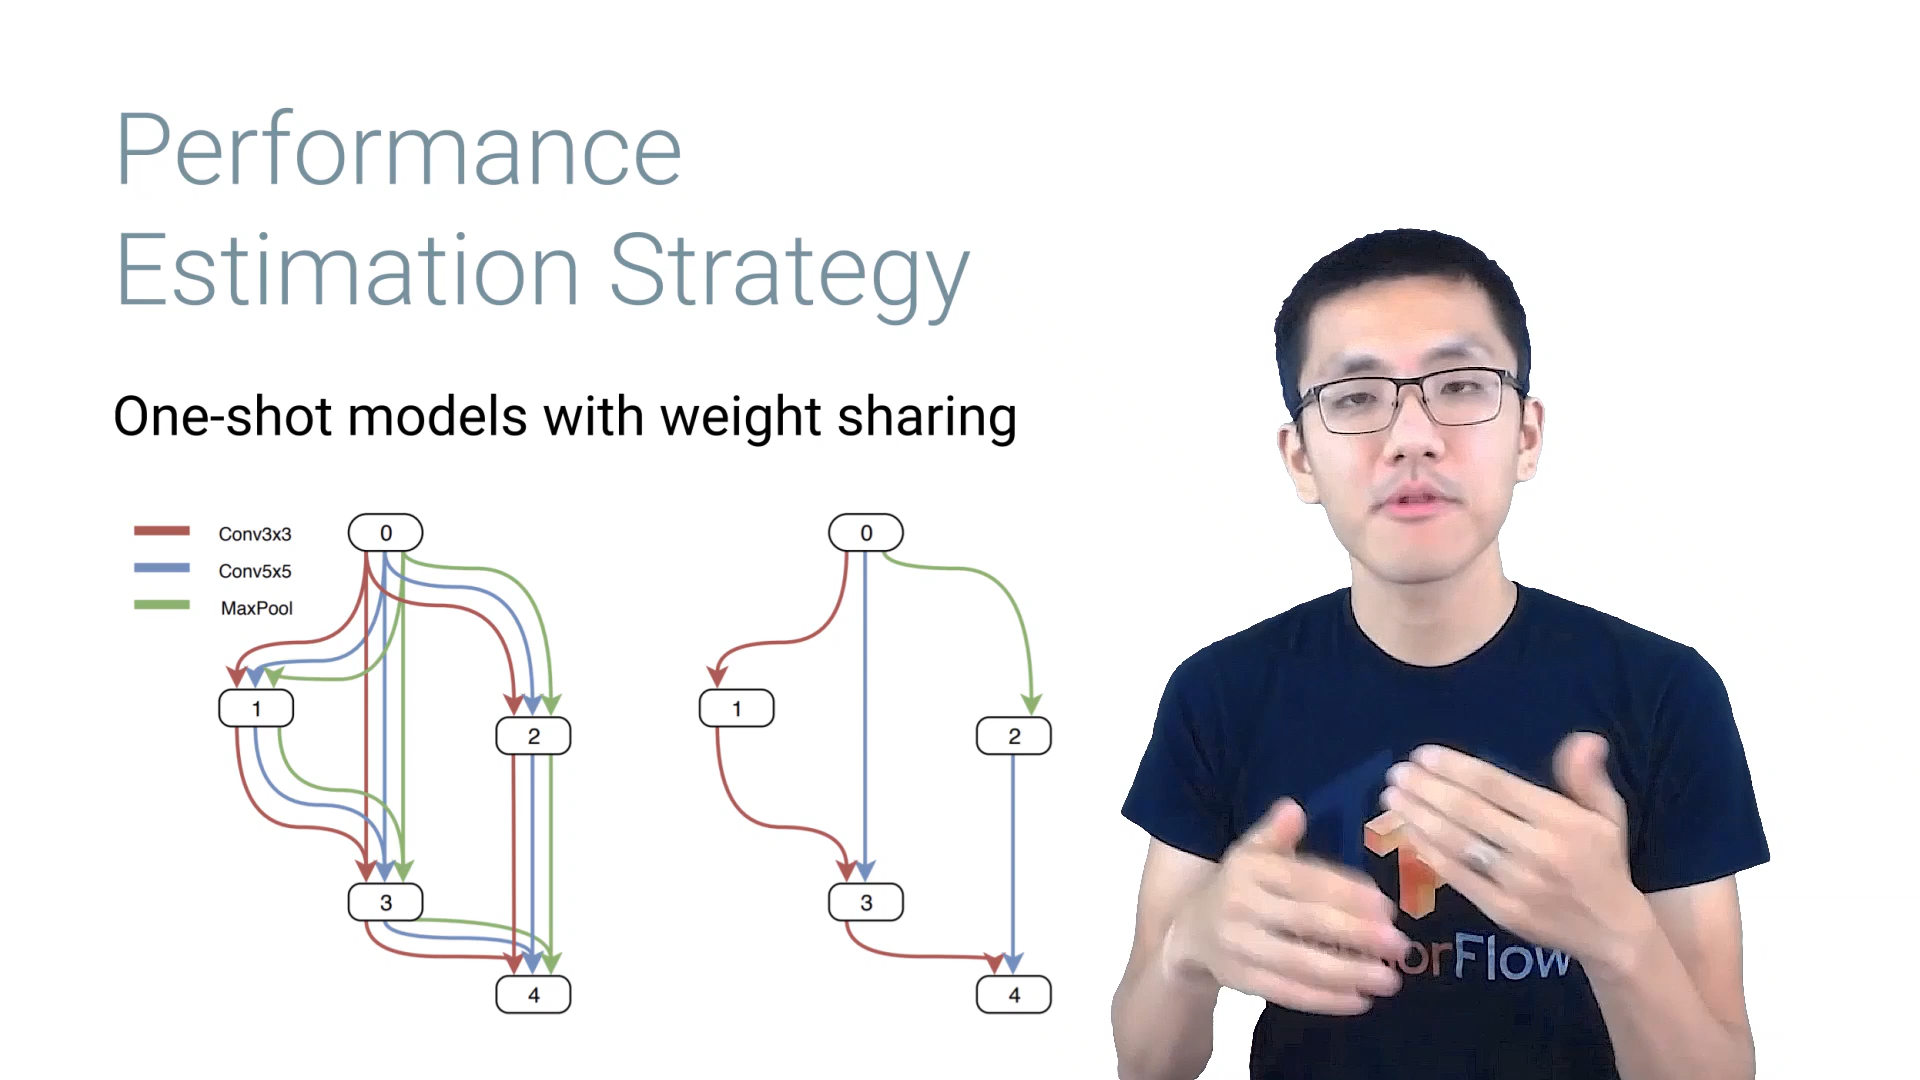 Performance
Estimation Strategy
One-shot models with weight sharing
Conv3x3
Conv5x5
MaxPool
0
1
2
3
4
0
1
2
3
4
Flow